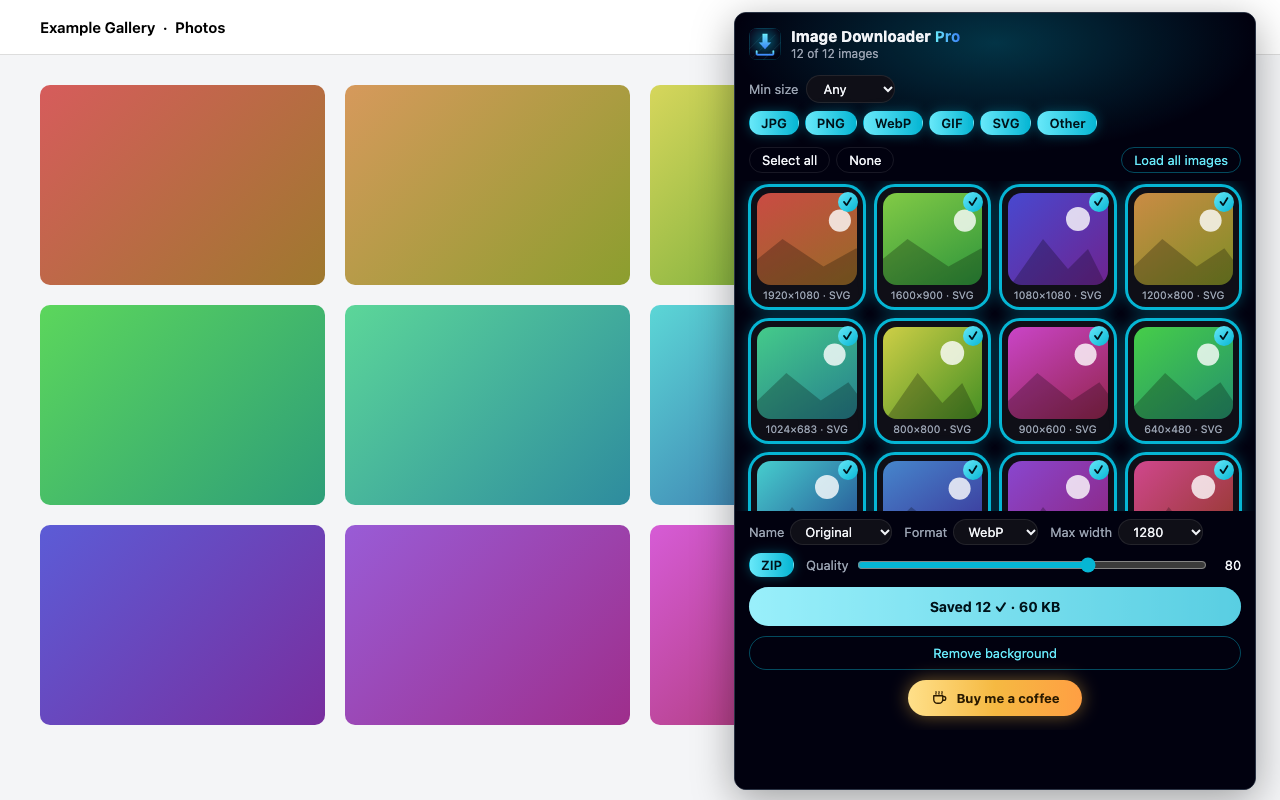 Example Gallery · Photos
Image Downloader Pro
12 of 12 images
Min size Any
JPG PNG WebP GIF SVG Other
Select all None Load all images
1920×1080 · SVG 1600×900 · SVG 1080×1080 · SVG 1200×800 · SVG
1024×683 · SVG 800×800 · SVG 900×600 · SVG 640×480 · SVG
Name Original Format WebP Max width 1280
ZIP Quality 80
Saved 12 ✓ · 60 KB
Remove background
Buy me a coffee